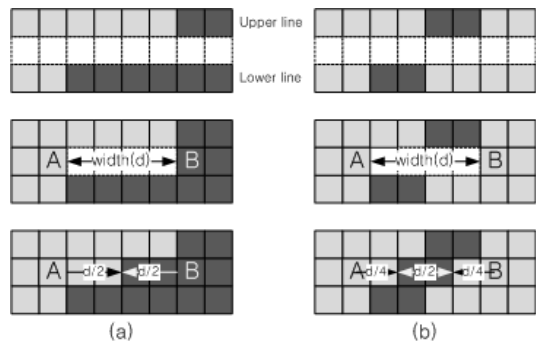 Upper line
Lower line
A width(d) B
A width(d) B
A d/2 d/2 B
A d/4 d/2 d/4 B
(a) (b)